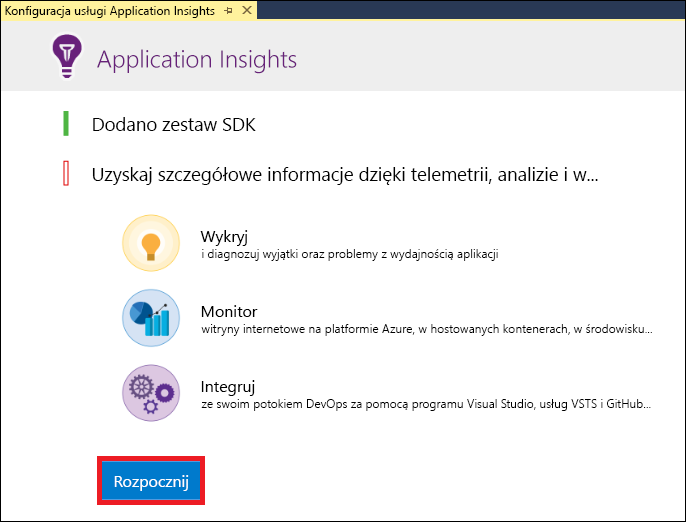 Konfiguracja usługi Application Insights
Application Insights
Dodano zestaw SDK
Uzyskaj szczegółowe informacje dzięki telemetrii, analizie i w...
Wykryj
i diagnozuj wyjątki oraz problemy z wydajnością aplikacji
Monitor
witryny internetowe na platformie Azure, w hostowanych kontenerach, w środowisku...
Integruj
ze swoim potokiem DevOps za pomocą programu Visual Studio, usług VSTS i GitHub...
Rozpocznij